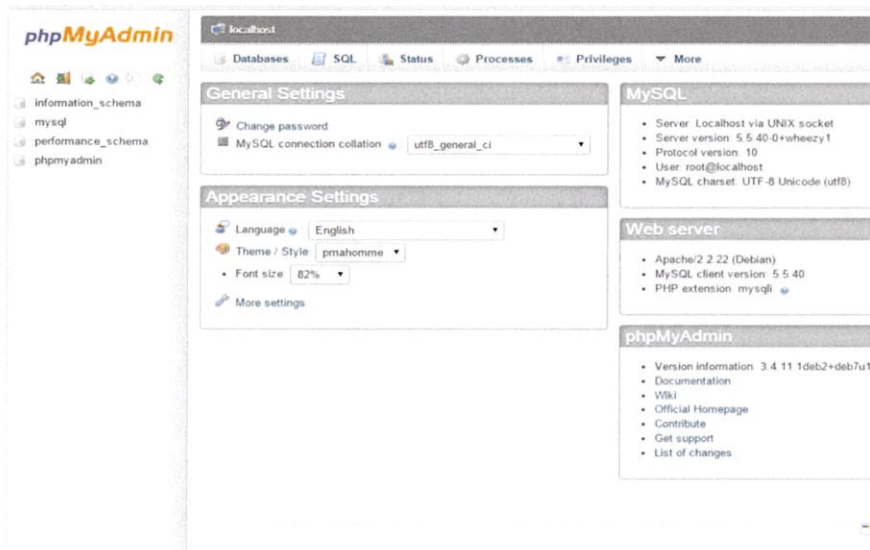 phpMyAdmin
information_schema
mysql
performance_schema
phpmyadmin
localhost
Databases SQL Status Processes Privileges More
General Settings
Change password
MySQL connection collation utf8_general_ci
Appearance Settings
Language English
Theme / Style pmahomme
Font size 82%
More settings
MySQL
Server: Localhost via UNIX socket
Server version: 5.5.40-0+wheezy1
Protocol version: 10
User: root@localhost
MySQL charset: UTF-8 Unicode (utf8)
Web server
Apache/2.2.22 (Debian)
MySQL client version: 5.5.40
PHP extension: mysqli
phpMyAdmin
Version information: 3.4.11.1deb2+deb7u1
Documentation
Wiki
Official Homepage
Contribute
Get support
List of changes